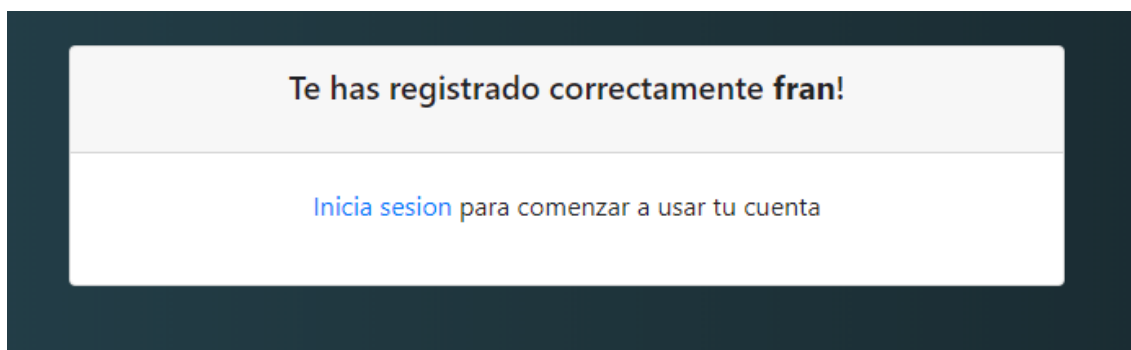 Te has registrado correctamente fran!
Inicia sesion para comenzar a usar tu cuenta